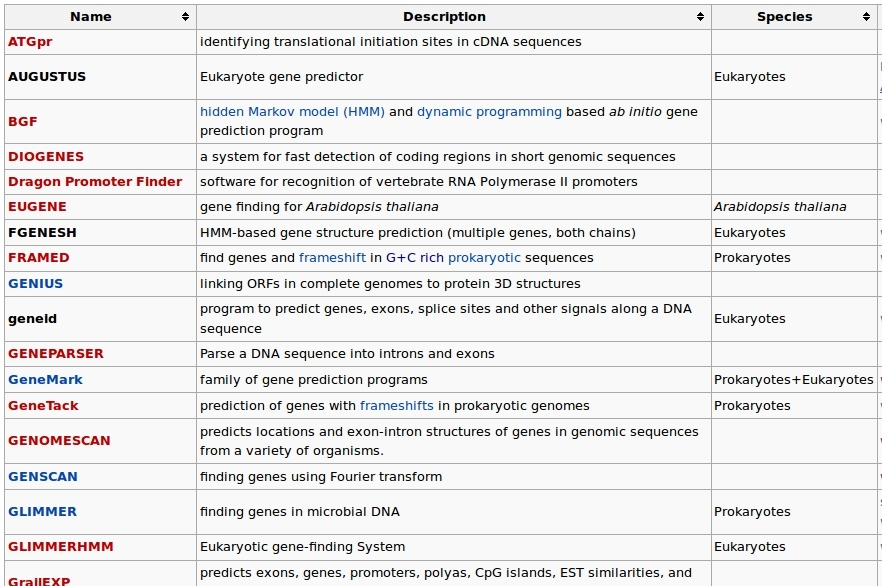 Name Description Species
ATGpr identifying translational initiation sites in cDNA sequences
AUGUSTUS Eukaryote gene predictor Eukaryotes
BGF hidden Markov model (HMM) and dynamic programming based ab initio gene
prediction program
DIOGENES a system for fast detection of coding regions in short genomic sequences
Dragon Promoter Finder software for recognition of vertebrate RNA Polymerase II promoters
EUGENE gene finding for Arabidopsis thaliana Arabidopsis thaliana
FGENESH HMM-based gene structure prediction (multiple genes, both chains) Eukaryotes
FRAMED find genes and frameshift in G+C rich prokaryotic sequences Prokaryotes
GENIUS linking ORFs in complete genomes to protein 3D structures
geneid program to predict genes, exons, splice sites and other signals along a DNA
sequence Eukaryotes
GENEPARSER Parse a DNA sequence into introns and exons
GeneMark family of gene prediction programs Prokaryotes+Eukaryotes
GeneTack prediction of genes with frameshifts in prokaryotic genomes Prokaryotes
GENOMESCAN predicts locations and exon-intron structures of genes in genomic sequences
from a variety of organisms.
GENSCAN finding genes using Fourier transform
GLIMMER finding genes in microbial DNA Prokaryotes
GLIMMERHMM Eukaryotic gene-finding System Eukaryotes
GrailEXP predicts exons, genes, promoters, polyas, CpG islands, EST similarities, and